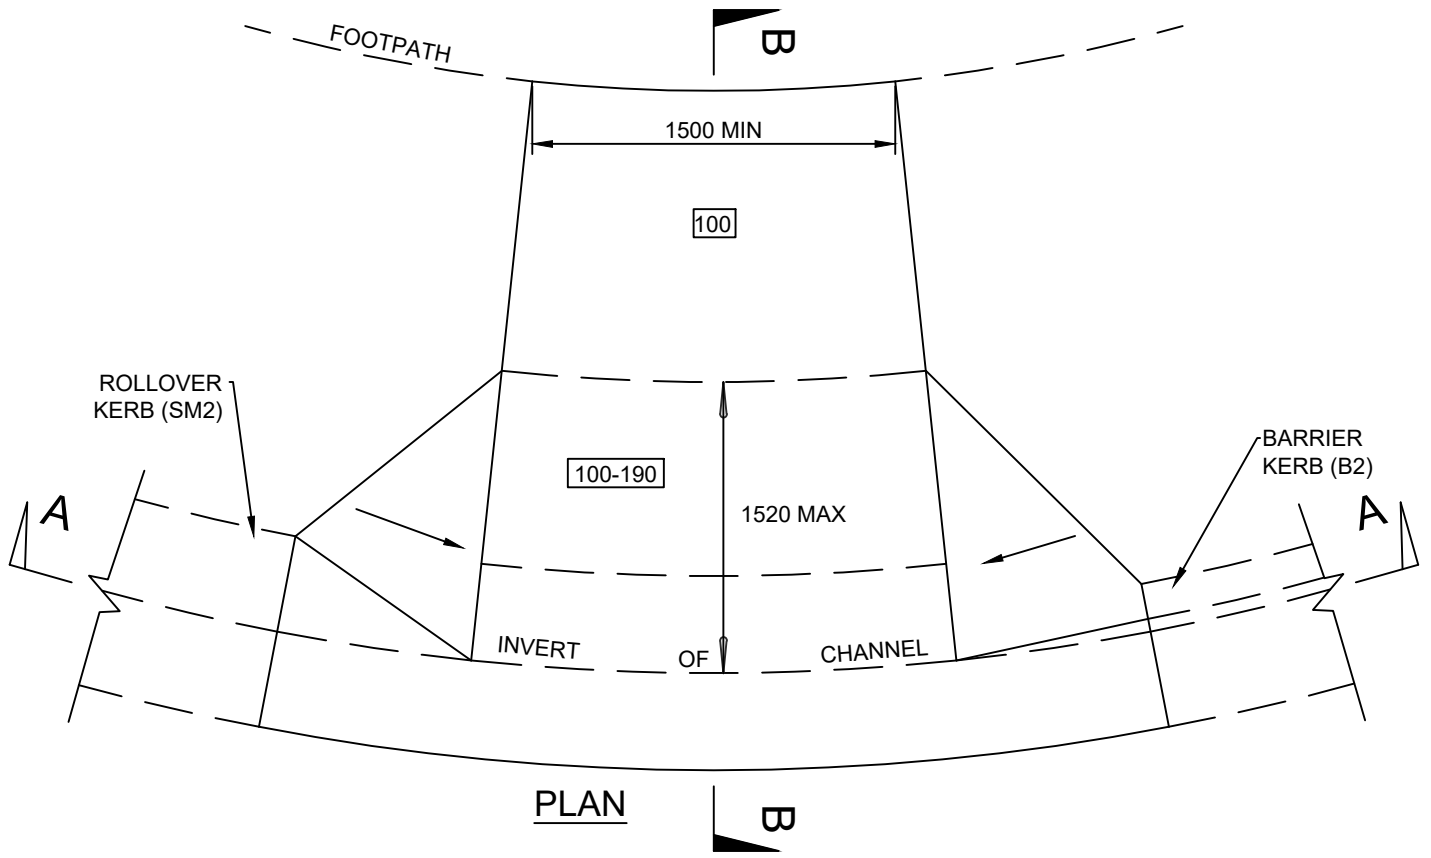 FOOTPATH
B
1500 MIN
100
ROLLOVER
KERB (SM2)
BARRIER
KERB (B2)
100-190
1520 MAX
A
A
INVERT OF CHANNEL
PLAN
B